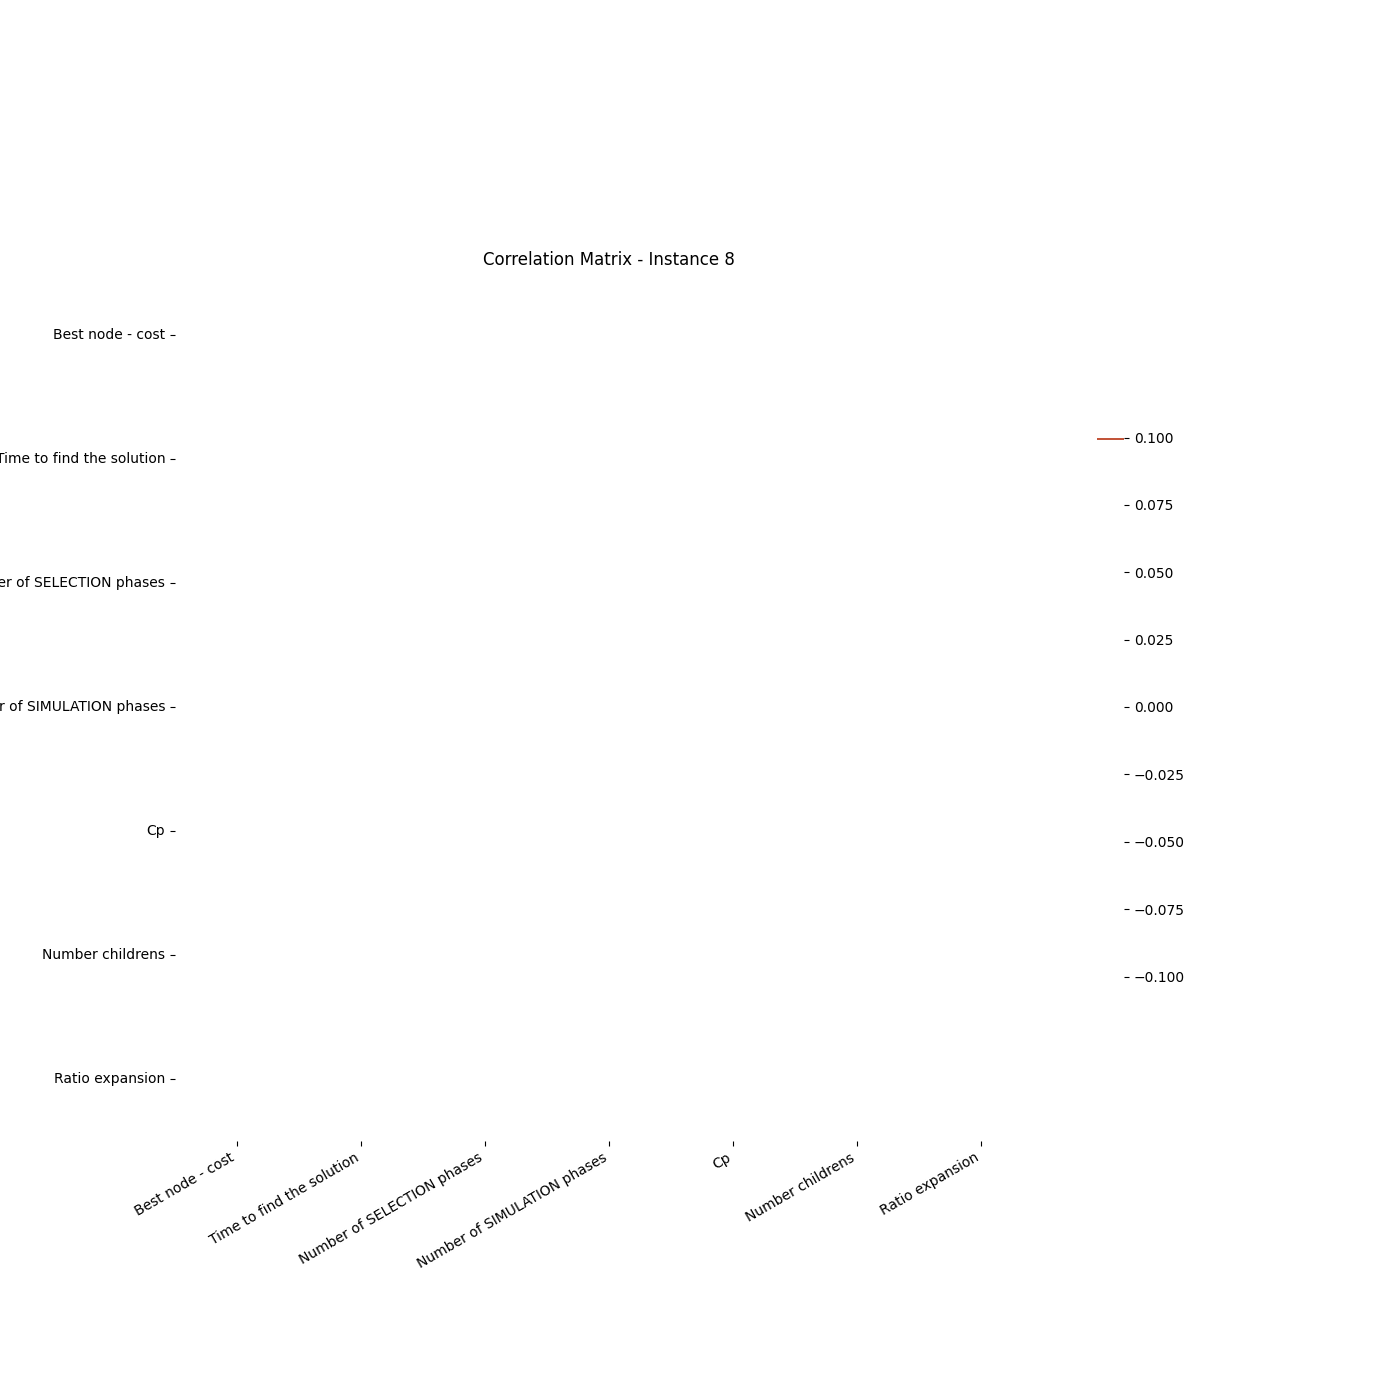 Correlation Matrix - Instance 8
Best node - cost
Time to find the solution
er of SELECTION phases
r of SIMULATION phases
Cp
Number childrens
Ratio expansion
0.100
0.075
0.050
0.025
0.000
−0.025
−0.050
−0.075
−0.100
Best node - cost
Time to find the solution
Number of SELECTION phases
Number of SIMULATION phases
Cp
Number childrens
Ratio expansion